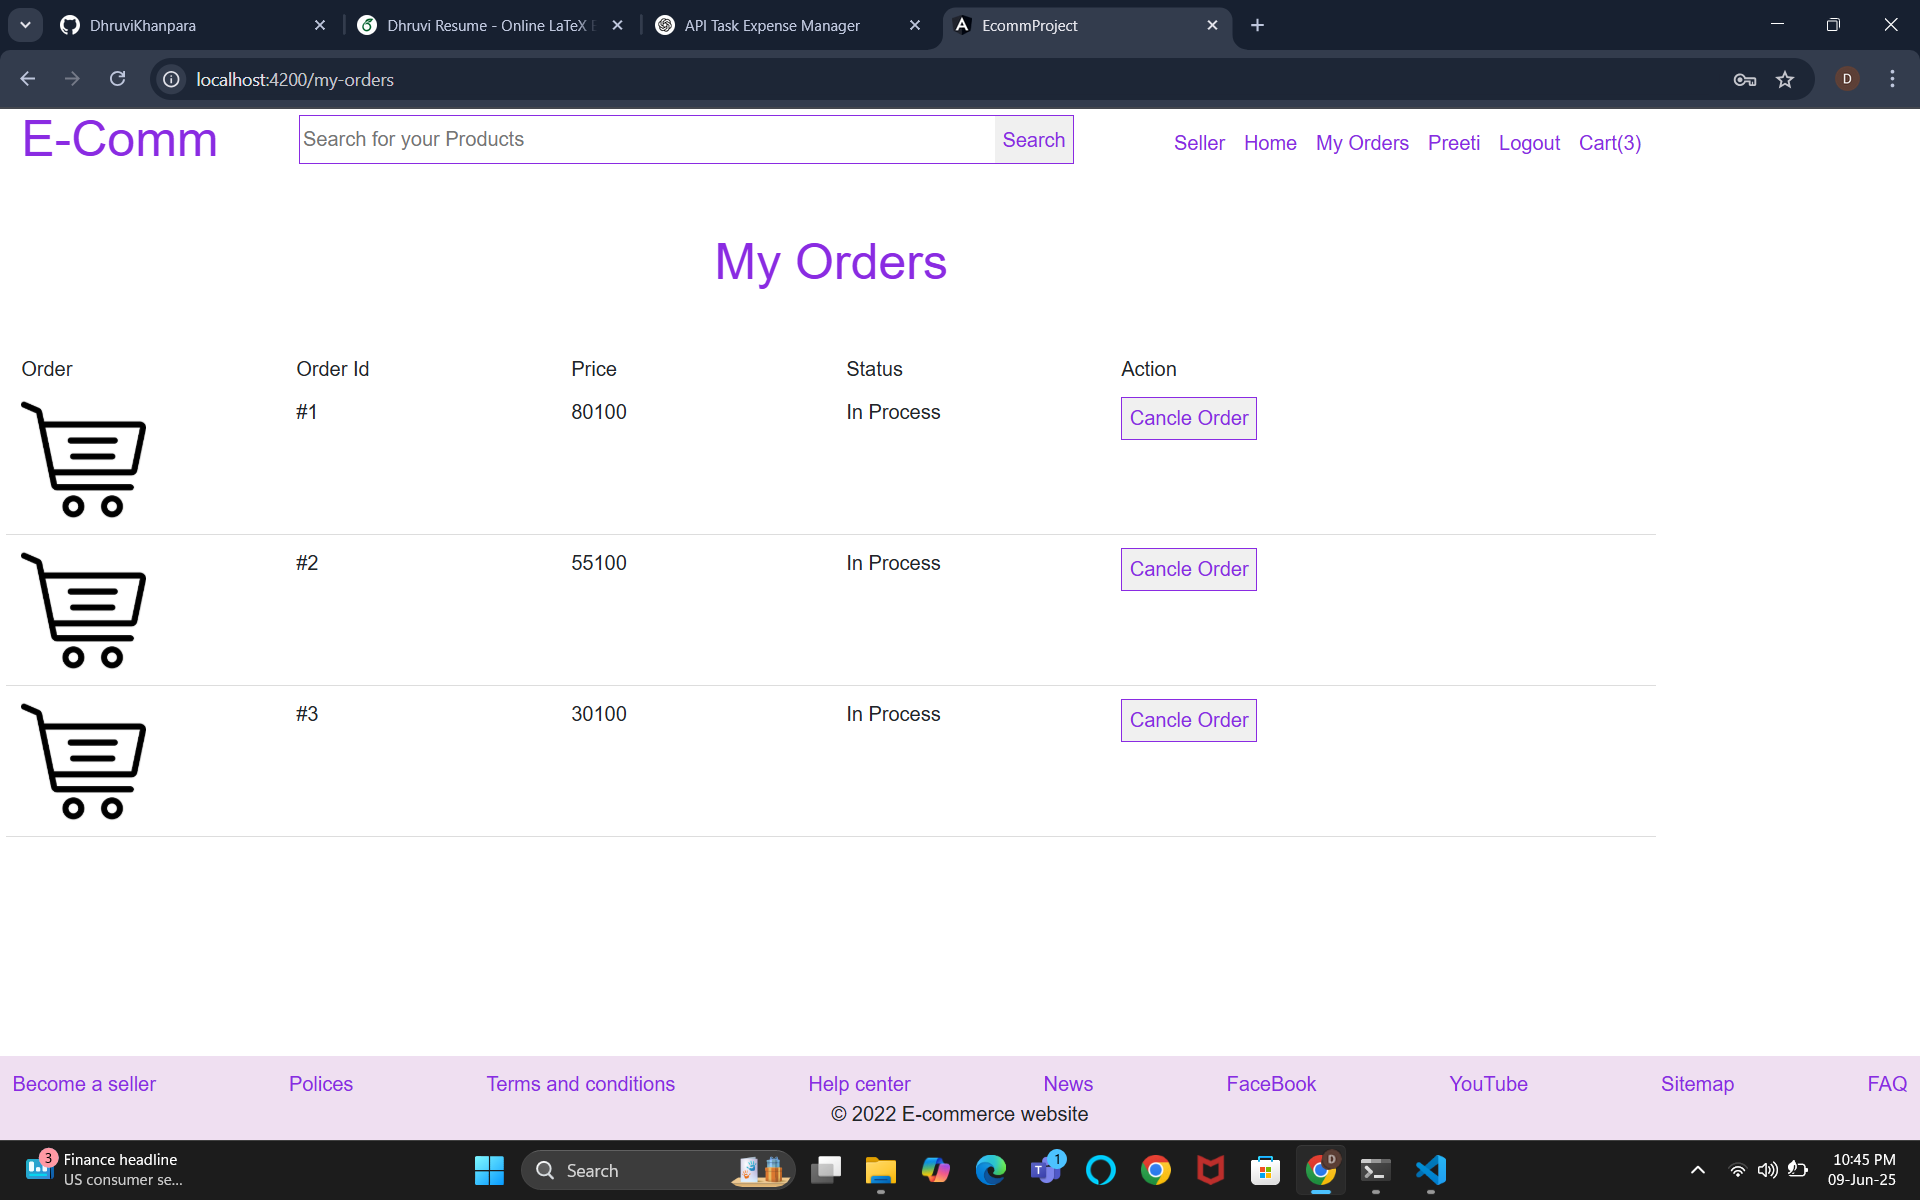 DhruviKhanpara
Dhruvi Resume - Online LaTeX E
API Task Expense Manager
EcommProject
localhost:4200/my-orders
D
E-Comm
Search for your Products
Search
Seller Home My Orders Preeti Logout Cart(3)
My Orders
Order Order Id Price Status Action
#1 80100 In Process Cancle Order
#2 55100 In Process Cancle Order
#3 30100 In Process Cancle Order
Become a seller Polices Terms and conditions Help center News FaceBook YouTube Sitemap FAQ
© 2022 E-commerce website
3
Finance headline
US consumer se...
Search
1
D
10:45 PM
09-Jun-25